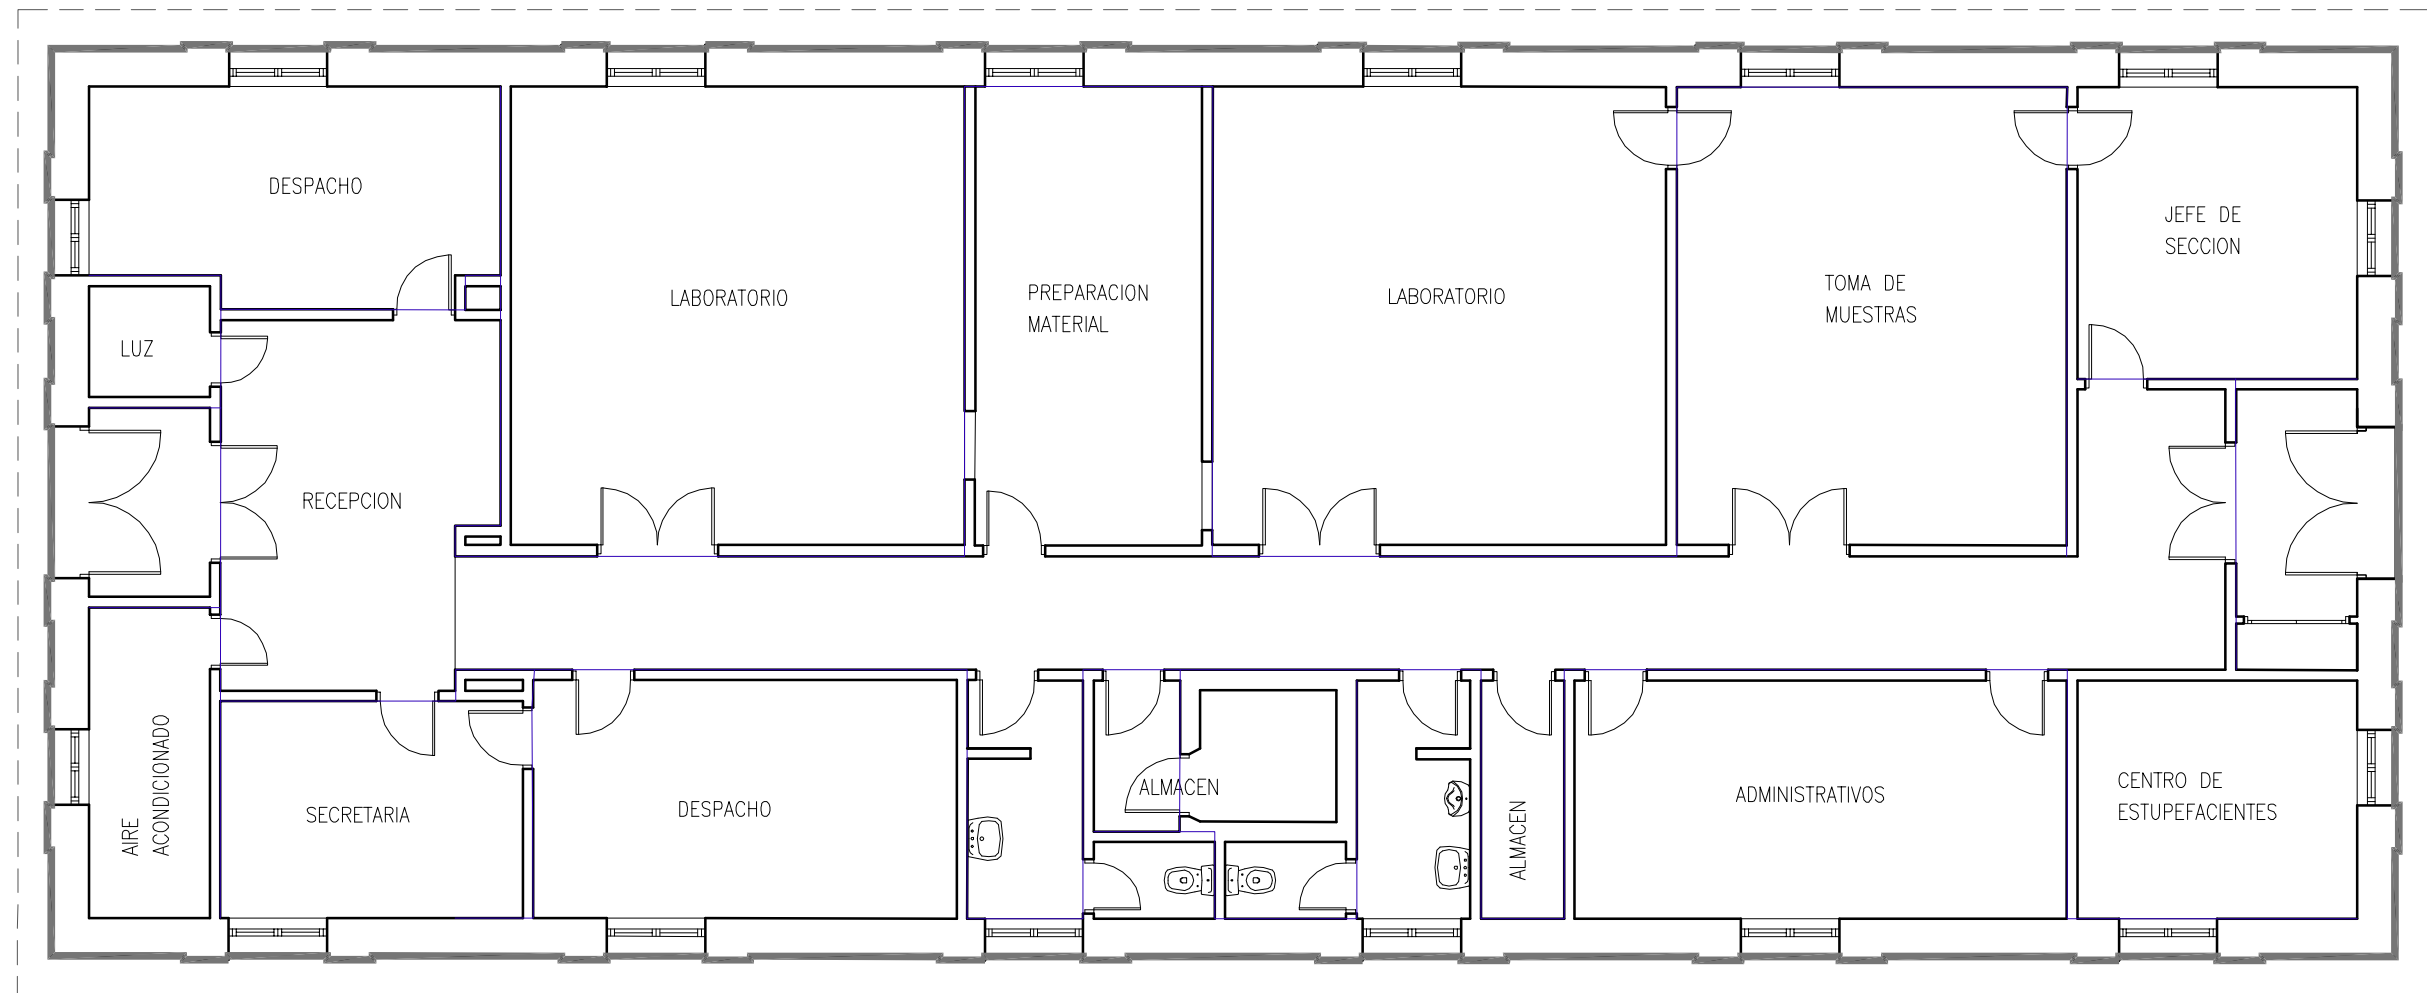 DESPACHO
LABORATORIO
PREPARACION
MATERIAL
LABORATORIO
TOMA DE
MUESTRAS
JEFE DE
SECCION
LUZ
RECEPCION
AIRE
ACONDICIONADO
SECRETARIA
DESPACHO
ALMACEN
ALMACEN
ADMINISTRATIVOS
CENTRO DE
ESTUPEFACIENTES